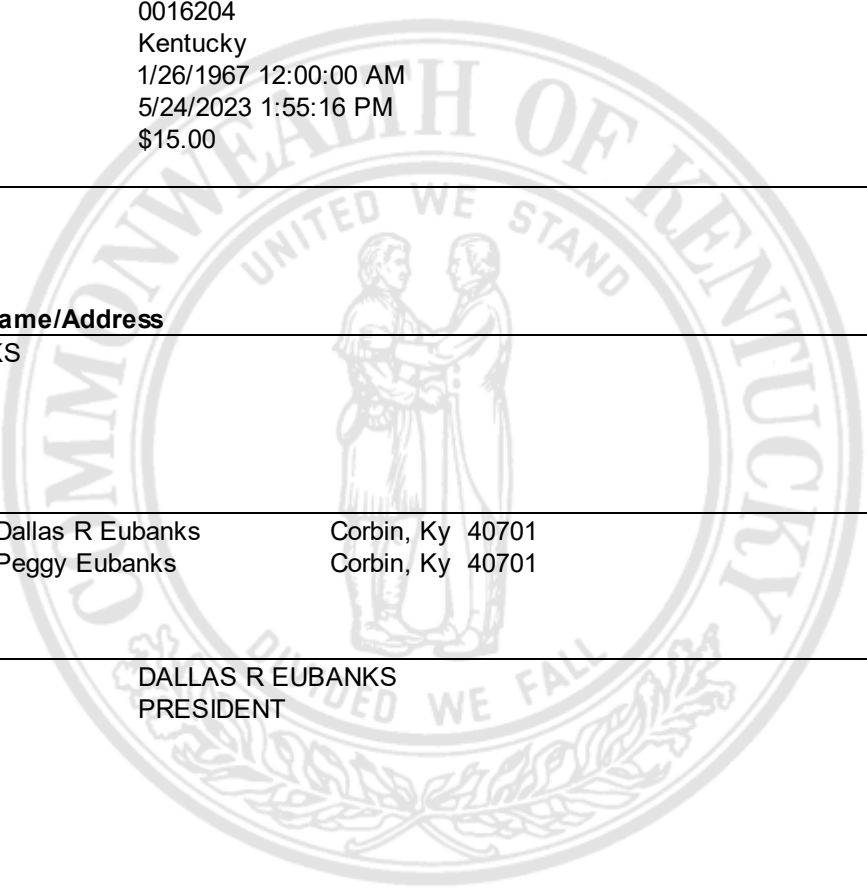 0016204
Kentucky
1/26/1967 12:00:00 AM
5/24/2023 1:55:16 PM
$15.00
COMMONWEALTH OF KENTUCKY
UNITED WE STAND
ame/Address
KS
Dallas R Eubanks Corbin, Ky 40701
Peggy Eubanks Corbin, Ky 40701
DIVIDED WE FALL
DALLAS R EUBANKS
PRESIDENT